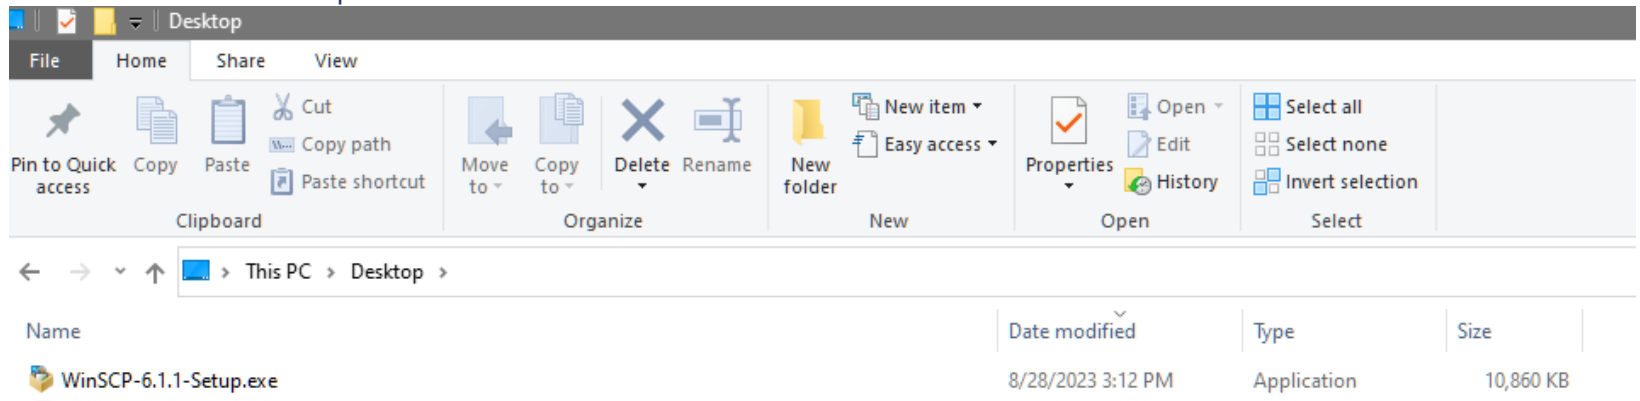 Desktop
File Home Share View
Pin to Quick access
Copy
Paste
Cut
Copy path
Paste shortcut
Clipboard
Move to
Copy to
Delete
Rename
Organize
New folder
New item
Easy access
New
Properties
Open
Edit
History
Open
Select all
Select none
Invert selection
Select
This PC > Desktop >
Name Date modified Type Size
WinSCP-6.1.1-Setup.exe 8/28/2023 3:12 PM Application 10,860 KB